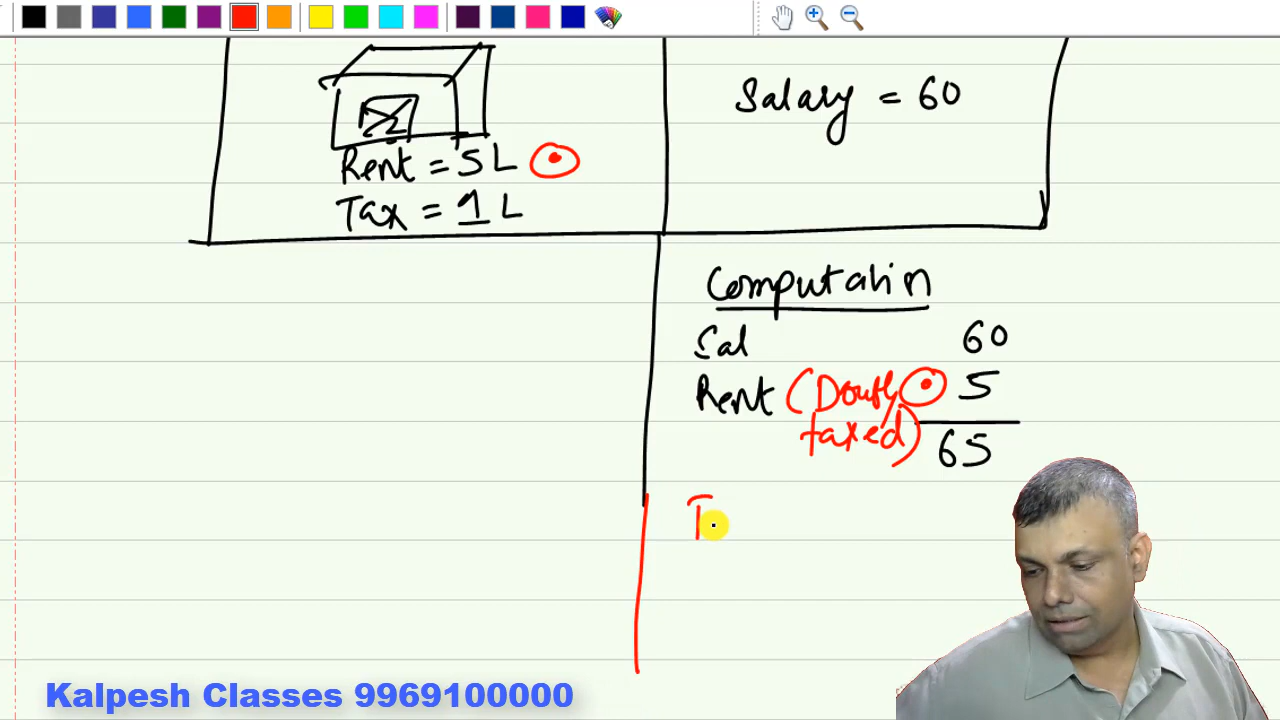 Rent = 5 L
Tax = 1 L
Salary = 60
Computation
Sal 60
Rent (Doubly taxed) 5
65
T
Kalpesh Classes 9969100000